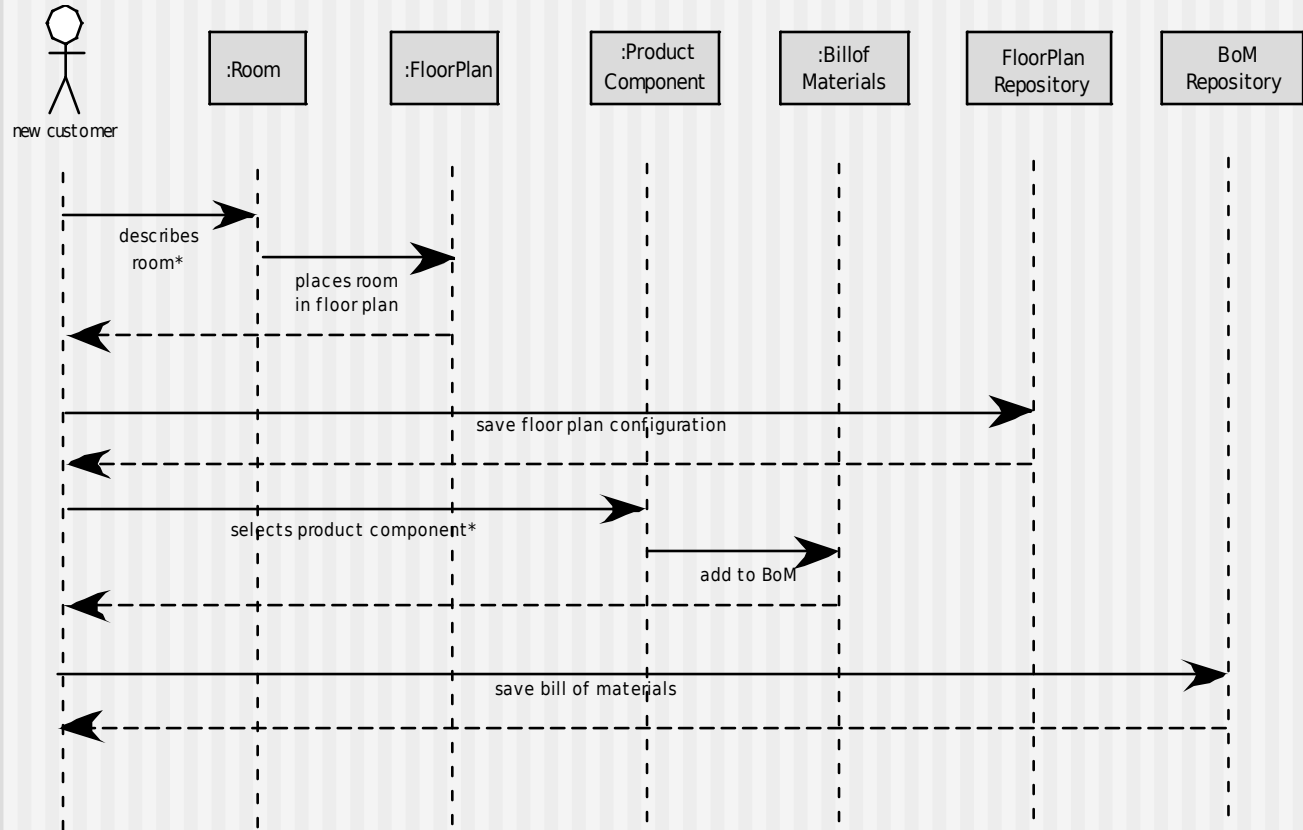 new customer
:Room
:FloorPlan
:Product
Component
:Billof
Materials
FloorPlan
Repository
BoM
Repository
describes
room*
places room
in floor plan
save floor plan configuration
selects product component*
add to BoM
save bill of materials